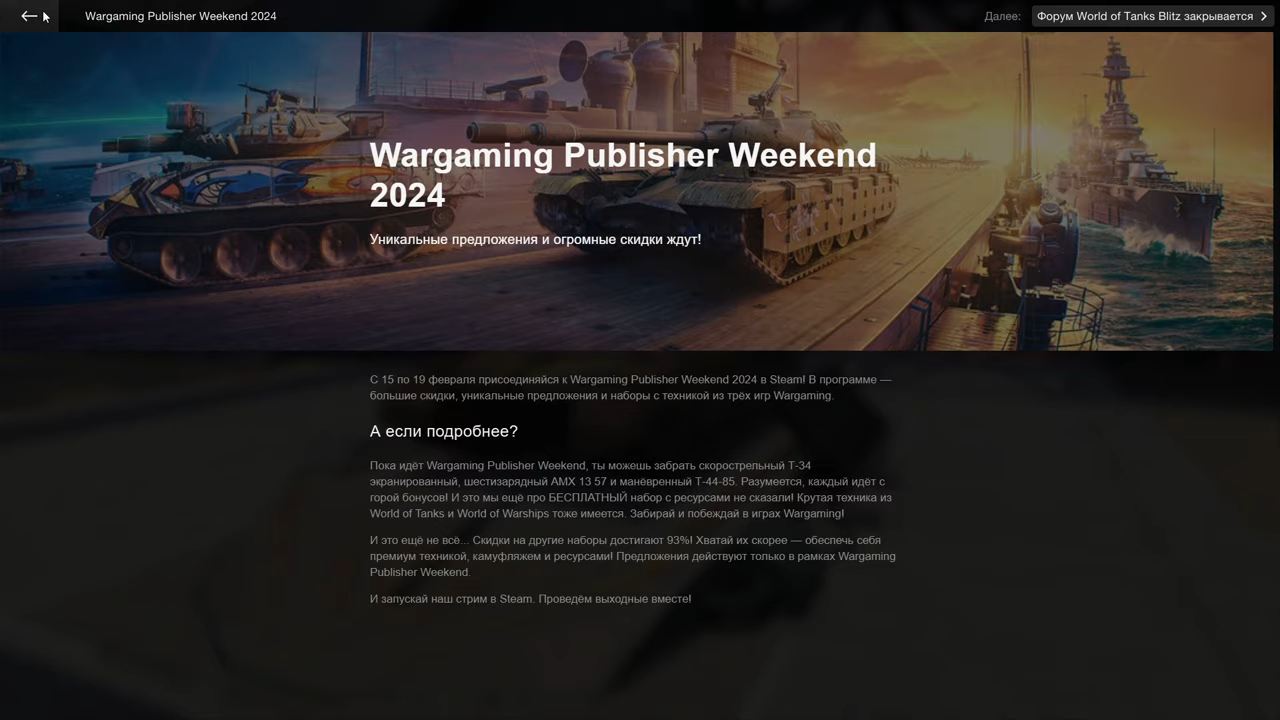 Wargaming Publisher Weekend 2024
Далее:
Форум World of Tanks Blitz закрывается
Wargaming Publisher Weekend
2024
Уникальные предложения и огромные скидки ждут!
С 15 по 19 февраля присоединяйся к Wargaming Publisher Weekend 2024 в Steam! В программе —
большие скидки, уникальные предложения и наборы с техникой из трёх игр Wargaming.
А если подробнее?
Пока идёт Wargaming Publisher Weekend, ты можешь забрать скорострельный Т-34
экранированный, шестизарядный AMX 13 57 и манёвренный Т-44-85. Разумеется, каждый идёт с
горой бонусов! И это мы ещё про БЕСПЛАТНЫЙ набор с ресурсами не сказали! Крутая техника из
World of Tanks и World of Warships тоже имеется. Забирай и побеждай в играх Wargaming!
И это ещё не всё... Скидки на другие наборы достигают 93%! Хватай их скорее — обеспечь себя
премиум техникой, камуфляжем и ресурсами! Предложения действуют только в рамках Wargaming
Publisher Weekend.
И запускай наш стрим в Steam. Проведём выходные вместе!